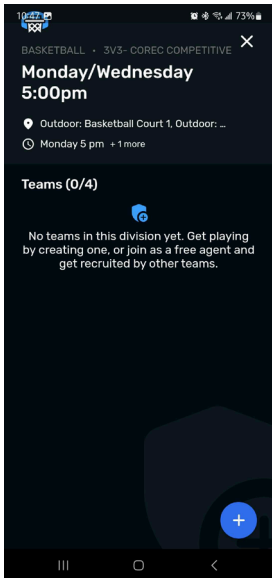 10:47
73%
BASKETBALL • 3V3- COREC COMPETITIVE
Monday/Wednesday
5:00pm
Outdoor: Basketball Court 1, Outdoor: ...
Monday 5 pm + 1 more
Teams (0/4)
No teams in this division yet. Get playing
by creating one, or join as a free agent and
get recruited by other teams.